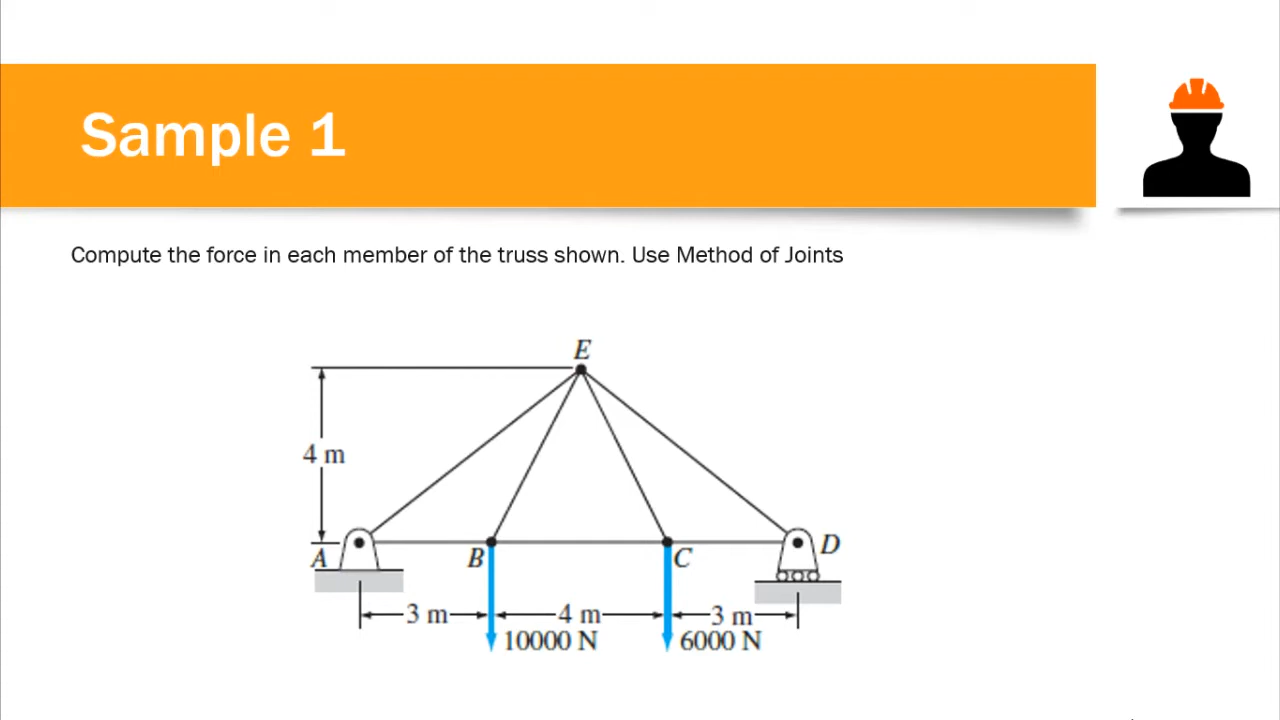 Sample 1
Compute the force in each member of the truss shown. Use Method of Joints
E
4 m
A
B
C
D
3 m
4 m
3 m
10000 N
6000 N